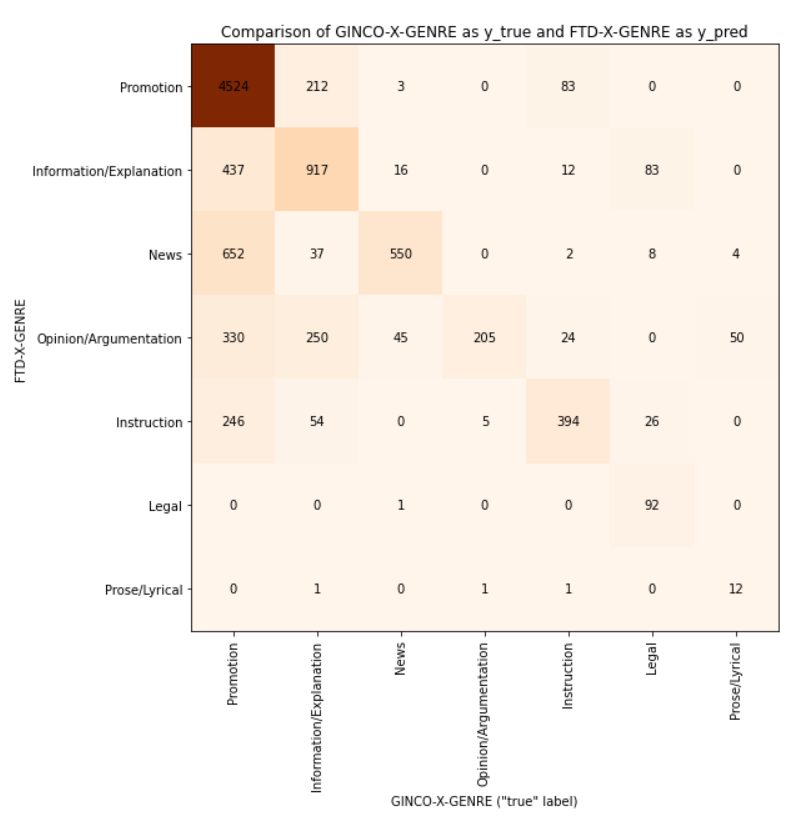 Comparison of GINCO-X-GENRE as y_true and FTD-X-GENRE as y_pred
FTD-X-GENRE
Promotion 4524 212 3 0 83 0 0
Information/Explanation 437 917 16 0 12 83 0
News 652 37 550 0 2 8 4
Opinion/Argumentation 330 250 45 205 24 0 50
Instruction 246 54 0 5 394 26 0
Legal 0 0 1 0 0 92 0
Prose/Lyrical 0 1 0 1 1 0 12
Promotion
Information/Explanation
News
Opinion/Argumentation
Instruction
Legal
Prose/Lyrical
GINCO-X-GENRE ("true" label)